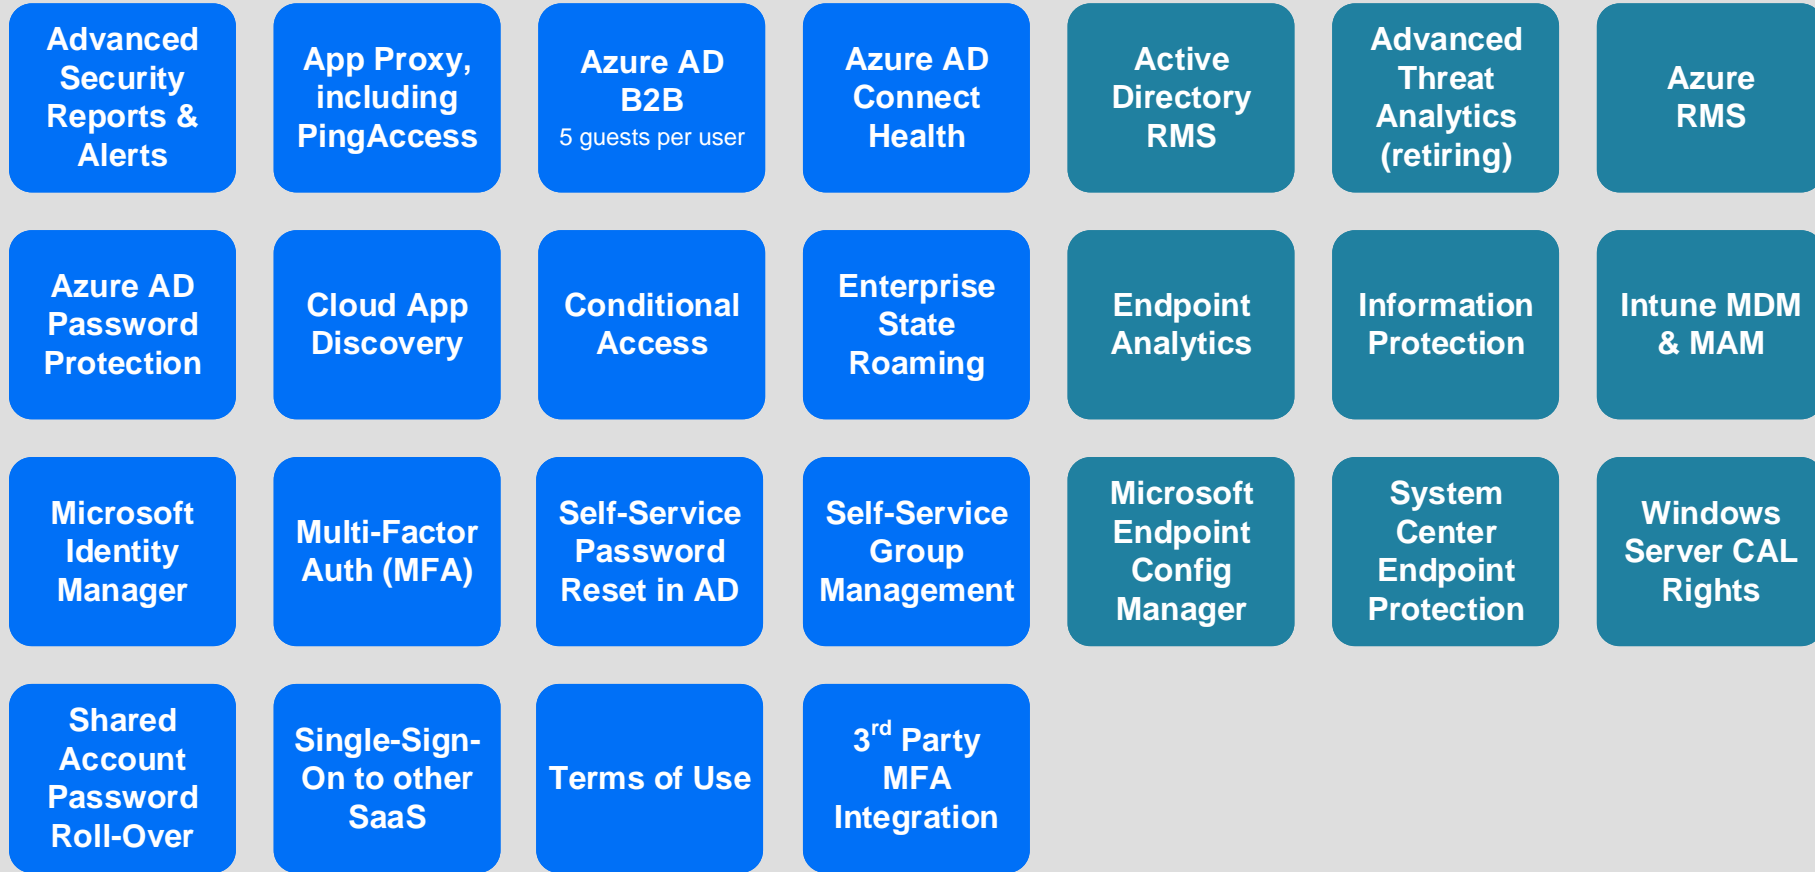 Advanced
Security
Reports &
Alerts
App Proxy,
including
PingAccess
Azure AD
B2B
5 guests per user
Azure AD
Connect
Health
Active
Directory
RMS
Advanced
Threat
Analytics
(retiring)
Azure
RMS
Azure AD
Password
Protection
Cloud App
Discovery
Conditional
Access
Enterprise
State
Roaming
Endpoint
Analytics
Information
Protection
Intune MDM
& MAM
Microsoft
Identity
Manager
Multi-Factor
Auth (MFA)
Self-Service
Password
Reset in AD
Self-Service
Group
Management
Microsoft
Endpoint
Config
Manager
System
Center
Endpoint
Protection
Windows
Server CAL
Rights
Shared
Account
Password
Roll-Over
Single-Sign-
On to other
SaaS
Terms of Use
3rd Party
MFA
Integration